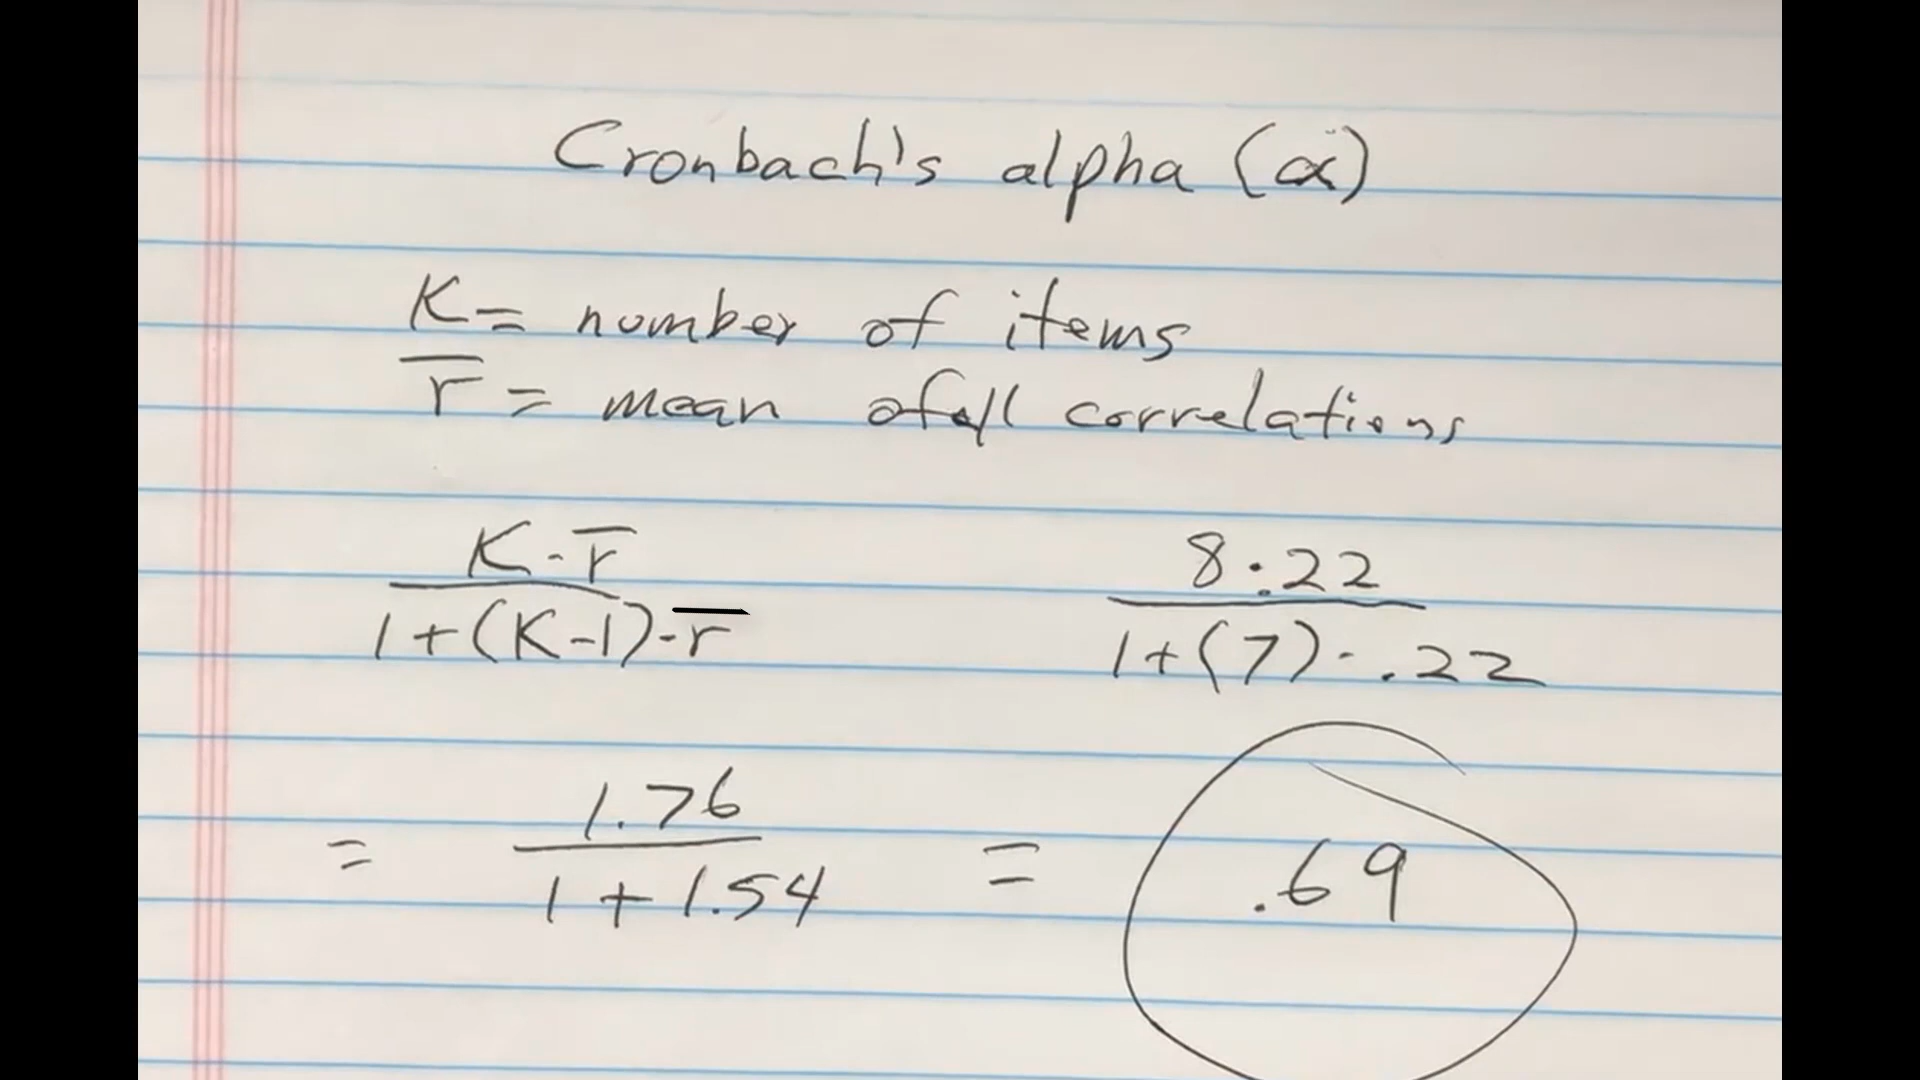 Cronbach's alpha (α)
K = number of items
r̅ = mean of all correlations
K · r̅
1 + (K - 1) · r̅
8 · .22
1 + (7) · .22
=
1.76
1 + 1.54
=
.69